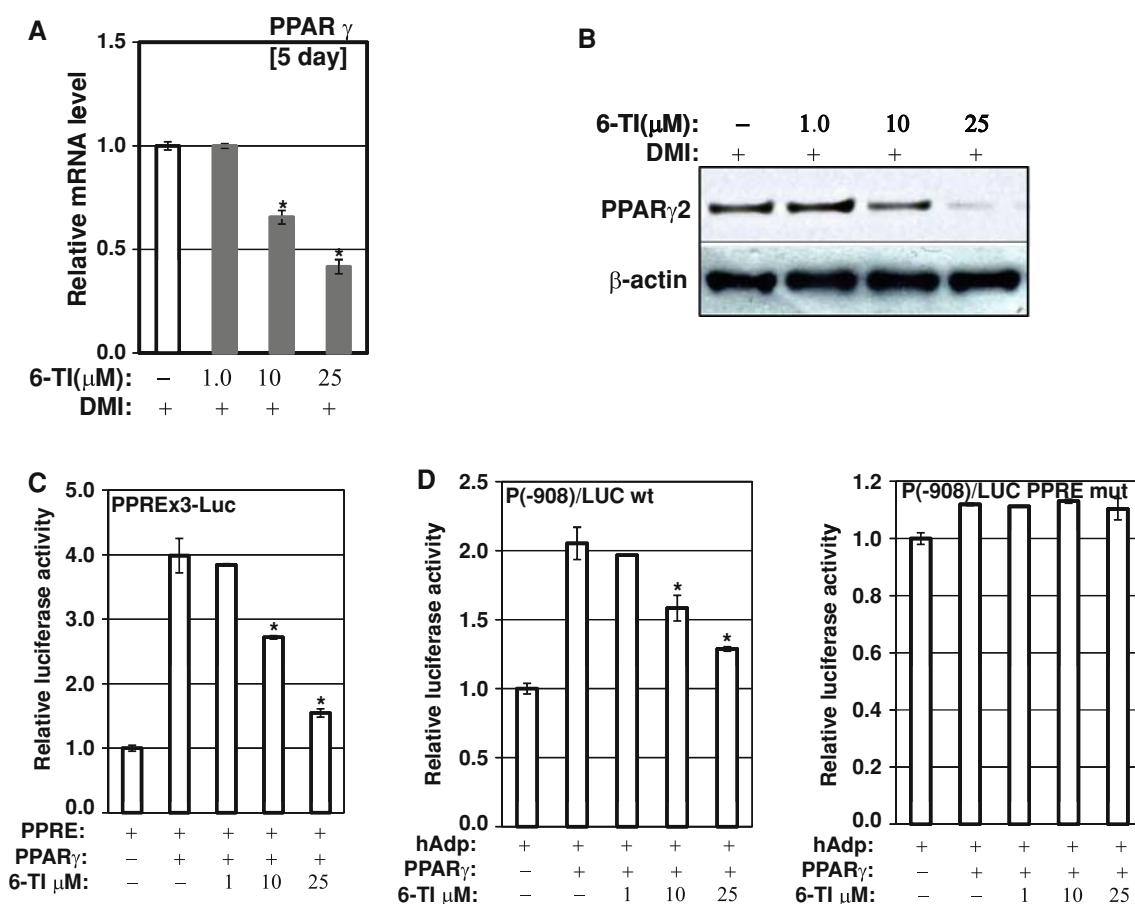 A
PPAR γ
[5 day]
1.5
1.0
0.5
0.0
Relative mRNA level
6-TI(μM): – 1.0 10 25
DMI: + + + +
* *
B
6-TI(μM): – 1.0 10 25
DMI: + + + +
PPARγ2
β-actin
C
PPREx3-Luc
5.0
4.0
3.0
2.0
1.0
0.0
Relative luciferase activity
* *
PPRE: + + + + +
PPARγ: – + + + +
6-TI μM: – – 1 10 25
D
P(-908)/LUC wt
2.5
2.0
1.5
1.0
0.5
0.0
Relative luciferase activity
* *
hAdp: + + + + +
PPARγ: – + + + +
6-TI μM: – – 1 10 25
P(-908)/LUC PPRE mut
1.2
1.0
0.8
0.6
0.4
0.2
0.0
Relative luciferase activity
hAdp: + + + + +
PPARγ: – + + + +
6-TI μM: – – 1 10 25